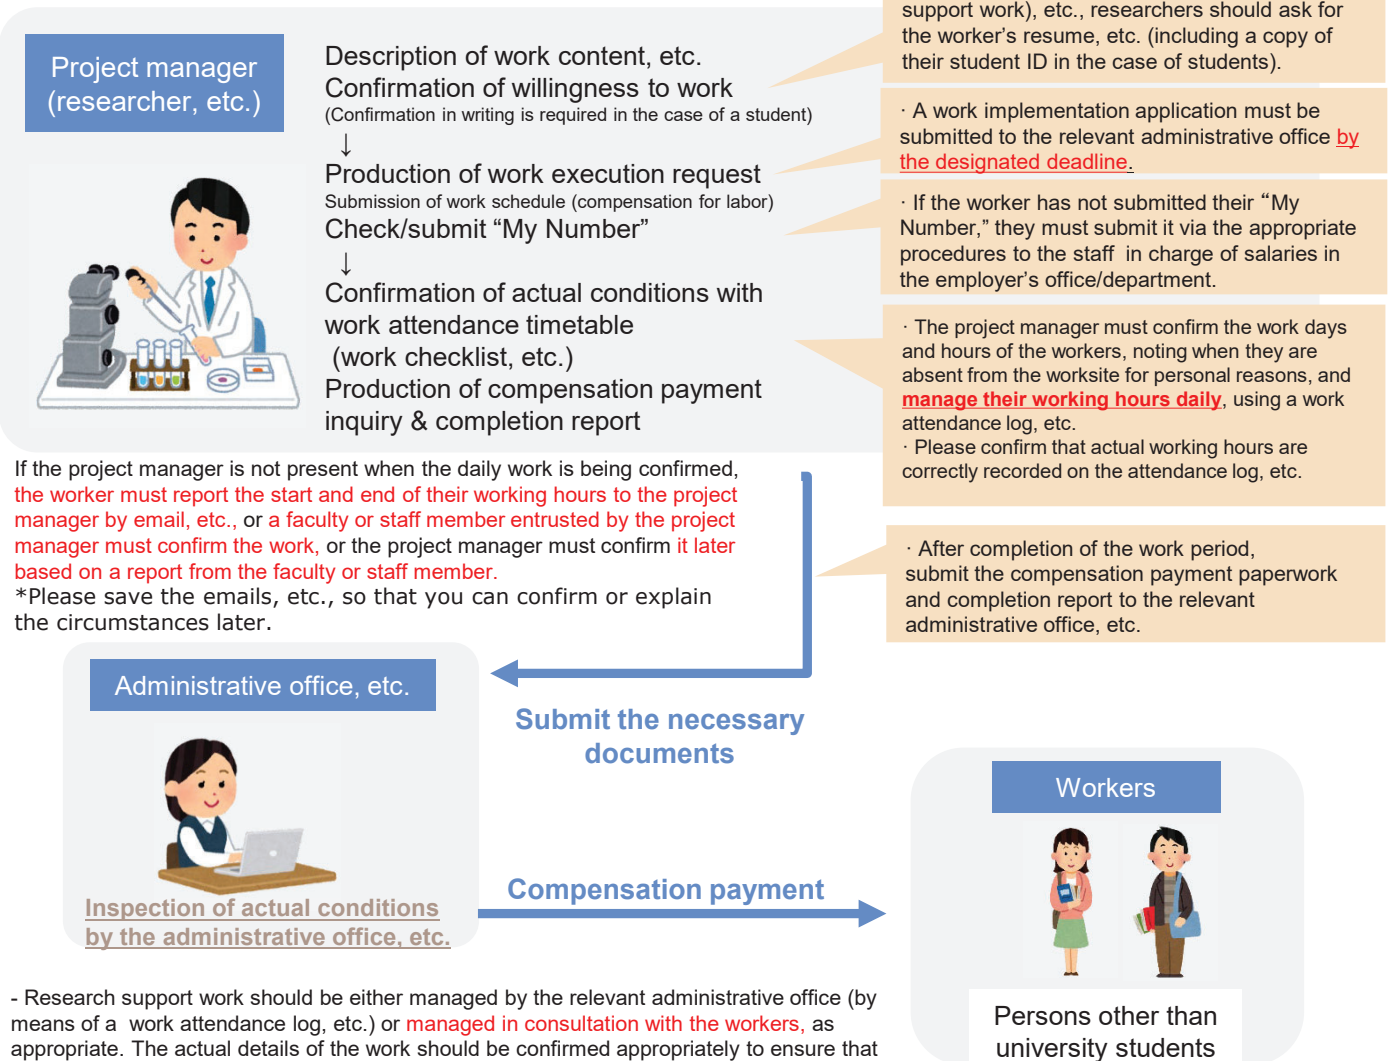 support work), etc., researchers should ask for
the worker's resume, etc. (including a copy of
their student ID in the case of students).
Project manager
(researcher, etc.)
Description of work content, etc.
Confirmation of willingness to work
(Confirmation in writing is required in the case of a student)
↓
Production of work execution request
Submission of work schedule (compensation for labor)
Check/submit “My Number”
↓
Confirmation of actual conditions with
work attendance timetable
(work checklist, etc.)
Production of compensation payment
inquiry & completion report
· A work implementation application must be
submitted to the relevant administrative office by
the designated deadline.
· If the worker has not submitted their “My
Number,” they must submit it via the appropriate
procedures to the staff in charge of salaries in
the employer’s office/department.
· The project manager must confirm the work days
and hours of the workers, noting when they are
absent from the worksite for personal reasons, and
manage their working hours daily, using a work
attendance log, etc.
· Please confirm that actual working hours are
correctly recorded on the attendance log, etc.
If the project manager is not present when the daily work is being confirmed,
the worker must report the start and end of their working hours to the project
manager by email, etc., or a faculty or staff member entrusted by the project
manager must confirm the work, or the project manager must confirm it later
based on a report from the faculty or staff member.
*Please save the emails, etc., so that you can confirm or explain
the circumstances later.
· After completion of the work period,
submit the compensation payment paperwork
and completion report to the relevant
administrative office, etc.
Administrative office, etc.
Submit the necessary
documents
Inspection of actual conditions
by the administrative office, etc.
Compensation payment
Workers
Persons other than
university students
- Research support work should be either managed by the relevant administrative office (by
means of a work attendance log, etc.) or managed in consultation with the workers, as
appropriate. The actual details of the work should be confirmed appropriately to ensure that